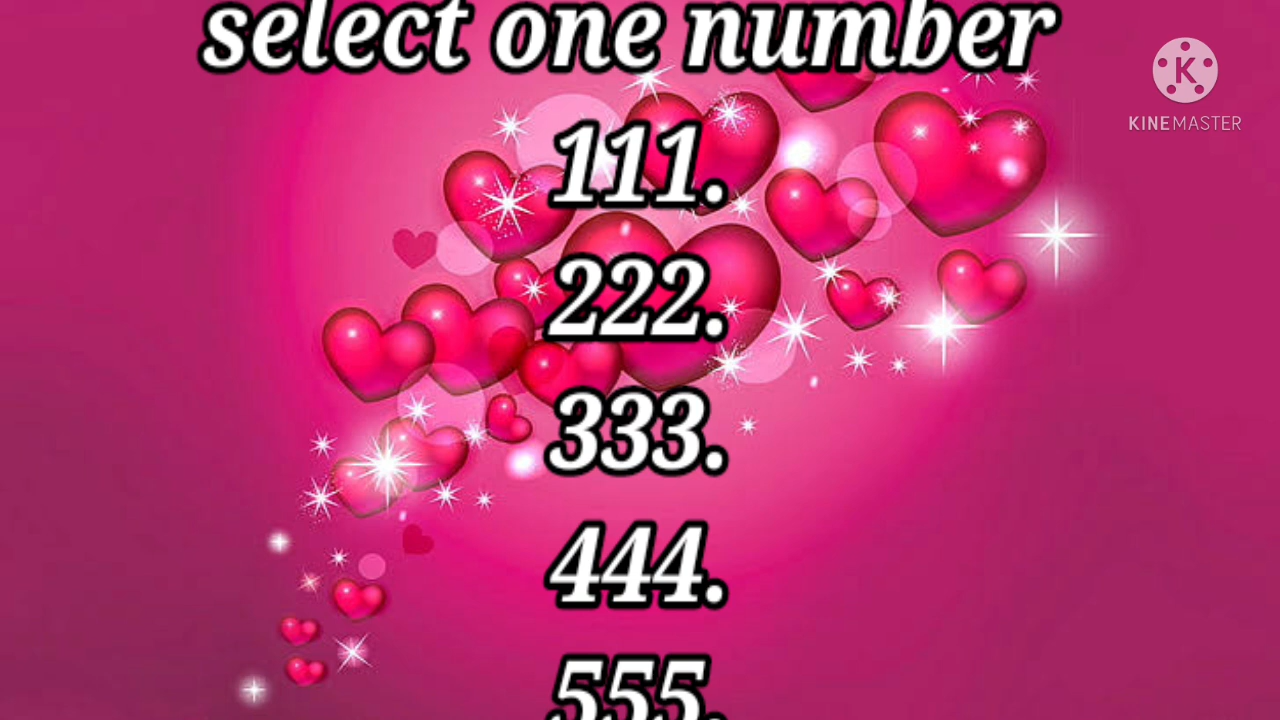 select one number
KINEMASTER
111.
222.
333.
444.
555.